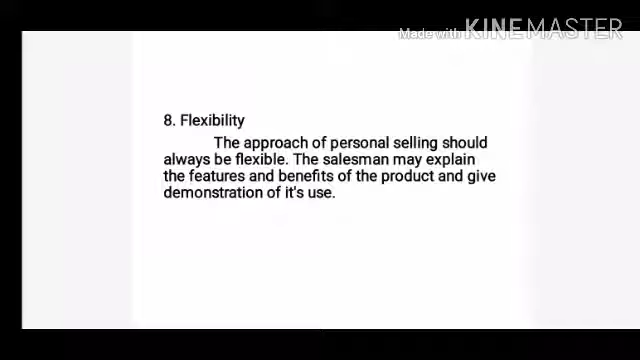 Made with KINEMASTER
8. Flexibility
The approach of personal selling should
always be flexible. The salesman may explain
the features and benefits of the product and give
demonstration of it's use.